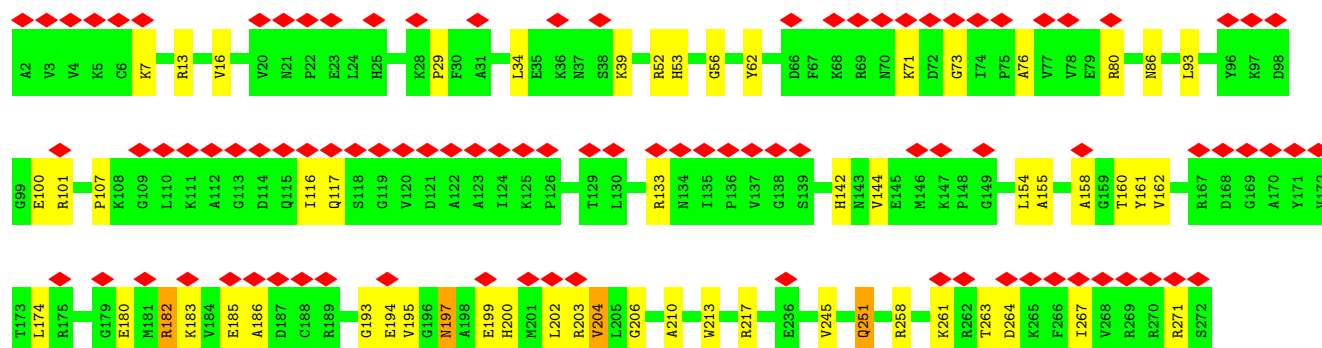 A2 V3 V4 K5 C6 K7 R13 V16 V20 N21 P22 E23 L24 H25 K28 P29 F30 A31 L34 E35 K36 N37 S38 K39 R52 H53 G56 Y62 D66 F67 K68 R69 N70 K71 D72 G73 I74 P75 A76 V77 V78 E79 R80 N86 L93 Y96 K97 D98
G99 E100 R101 P107 K108 G109 L110 K111 A112 G113 D114 Q115 I116 Q117 S118 G119 V120 D121 A122 A123 I124 K125 P126 T129 L130 R133 N134 I135 P136 V137 G138 S139 H142 N143 V144 E145 M146 K147 P148 G149 L154 A155 A158 G159 T160 Y161 V162 R167 D168 G169 A170 Y171
T173 L174 R175 G179 E180 M181 R182 K183 V184 E185 A186 D187 C188 R189 G193 E194 V195 G196 N197 A198 E199 H200 M201 L202 R203 V204 L205 G206 A210 W213 R217 E236 V245 Q251 R258 K261 R262 T263 D264 K265 F266 I267 V268 R269 R270 R271 S272